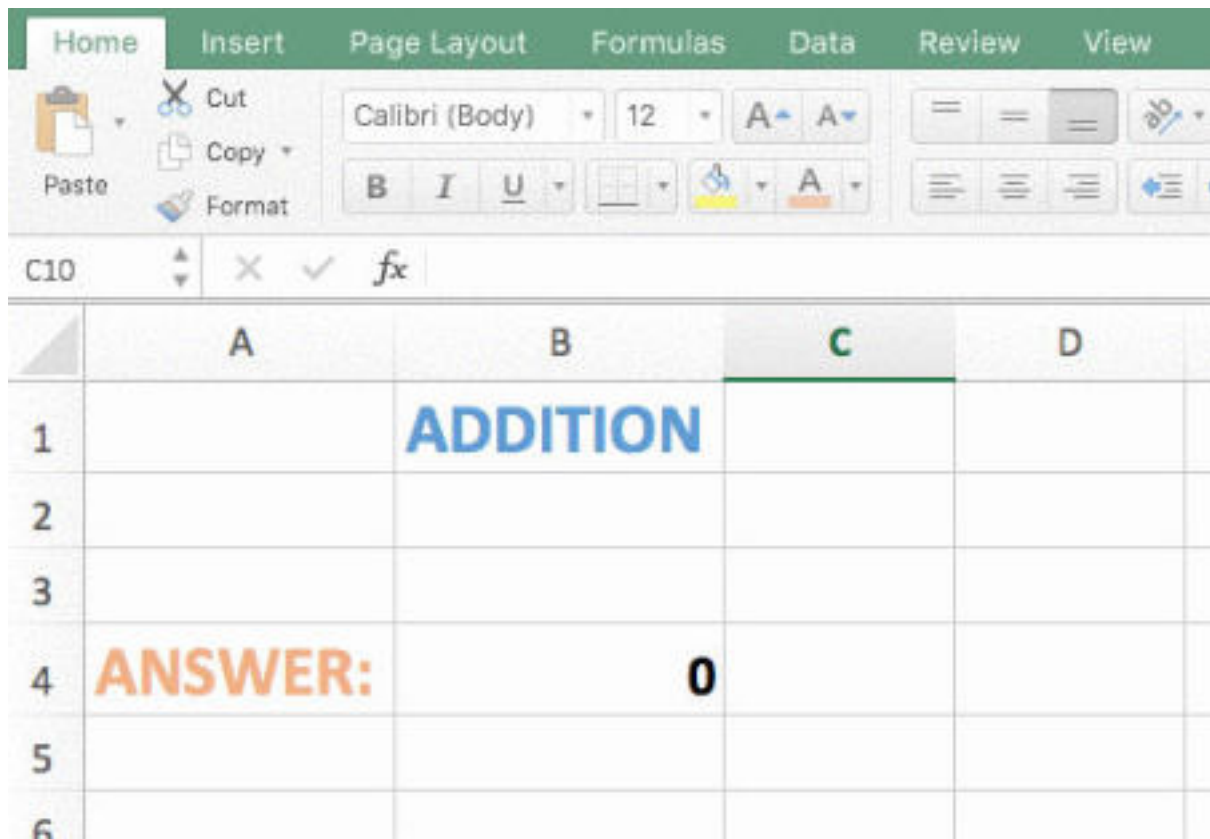 Home Insert Page Layout Formulas Data Review View
Cut
Copy
Paste
Format
Calibri (Body) 12 A A
B I U A
ab
C10 fx
A B C D
1 ADDITION
2
3
4 ANSWER: 0
5
6